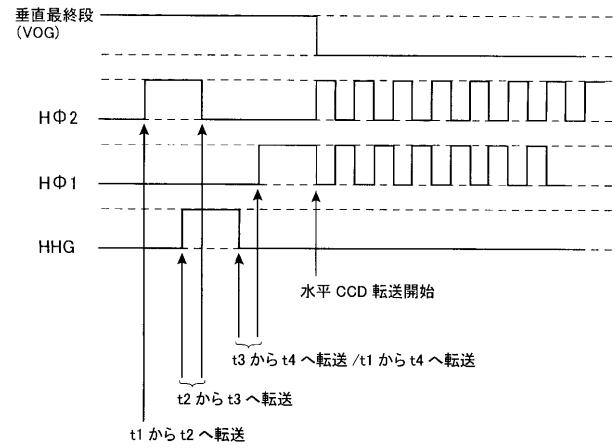 垂直最終段
(VOG)
HΦ2
HΦ1
HHG
水平 CCD 転送開始
t3 から t4 へ転送 /t1 から t4 へ転送
t2 から t3 へ転送
t1 から t2 へ転送